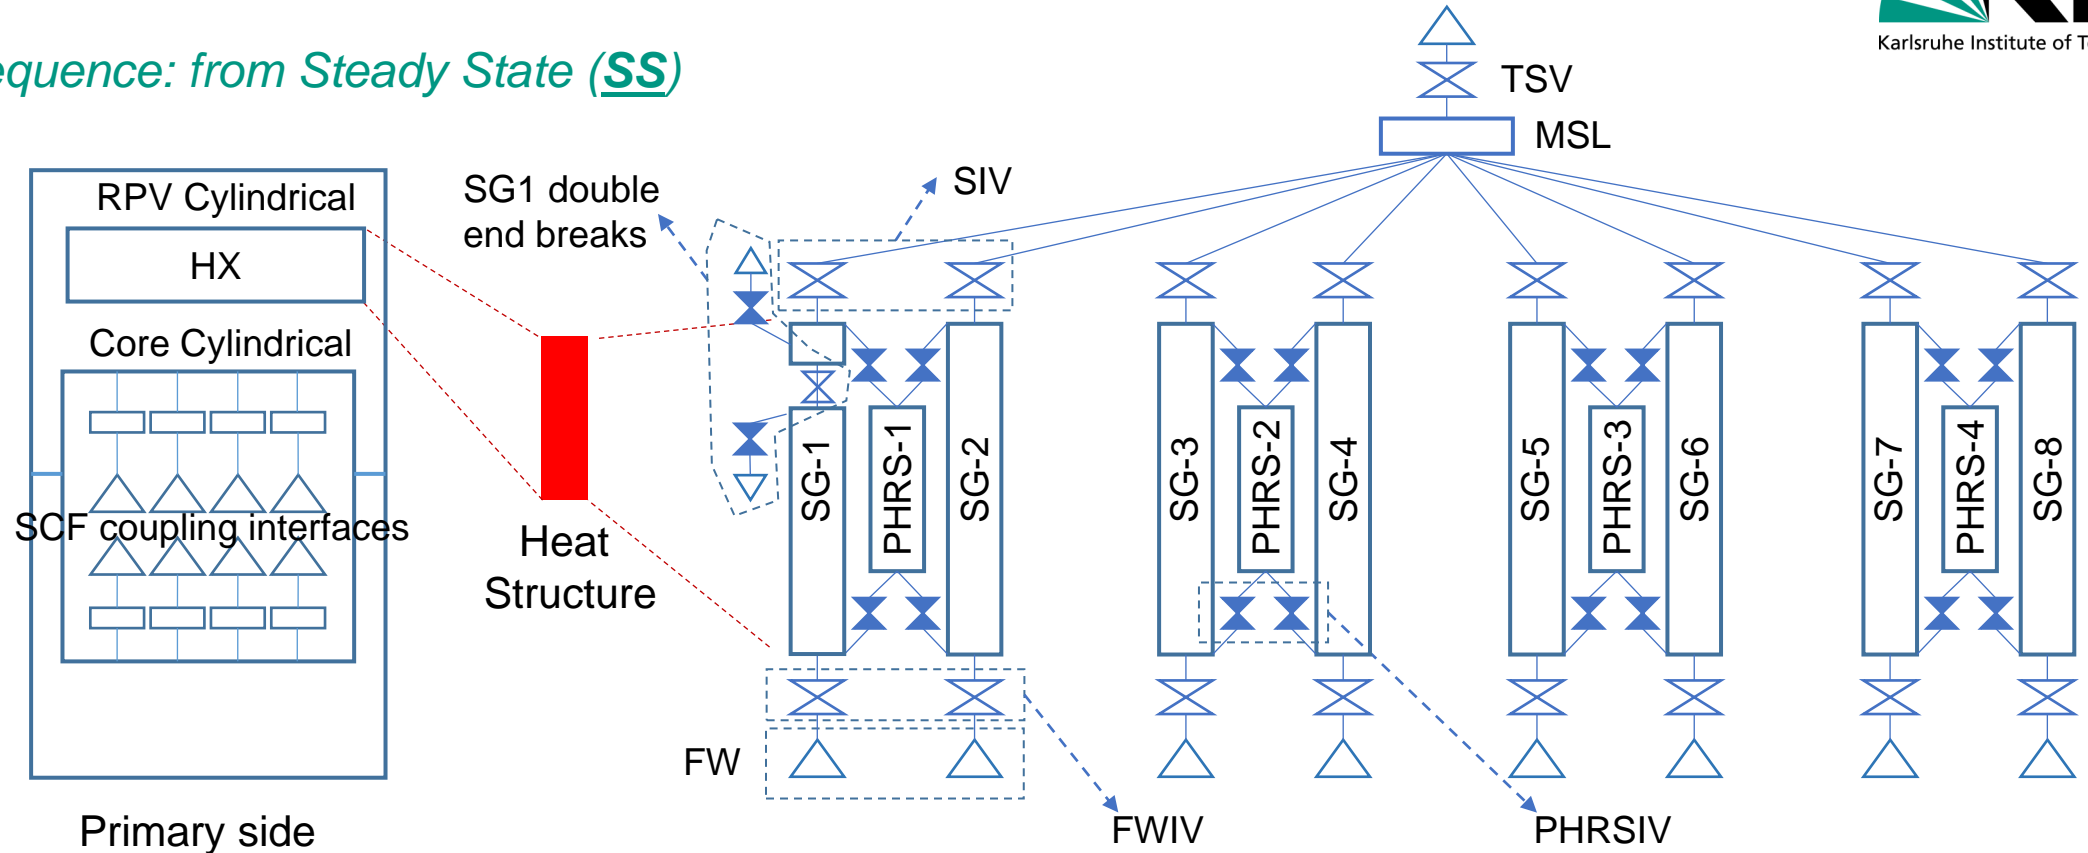 equence: from Steady State (SS)
Karlsruhe Institute of T
TSV
MSL
RPV Cylindrical
HX
Core Cylindrical
SCF coupling interfaces
Primary side
Heat
Structure
SG1 double
end breaks
SIV
SG-1
PHRS-1
SG-2
SG-3
PHRS-2
SG-4
SG-5
PHRS-3
SG-6
SG-7
PHRS-4
SG-8
FW
FWIV
PHRSIV